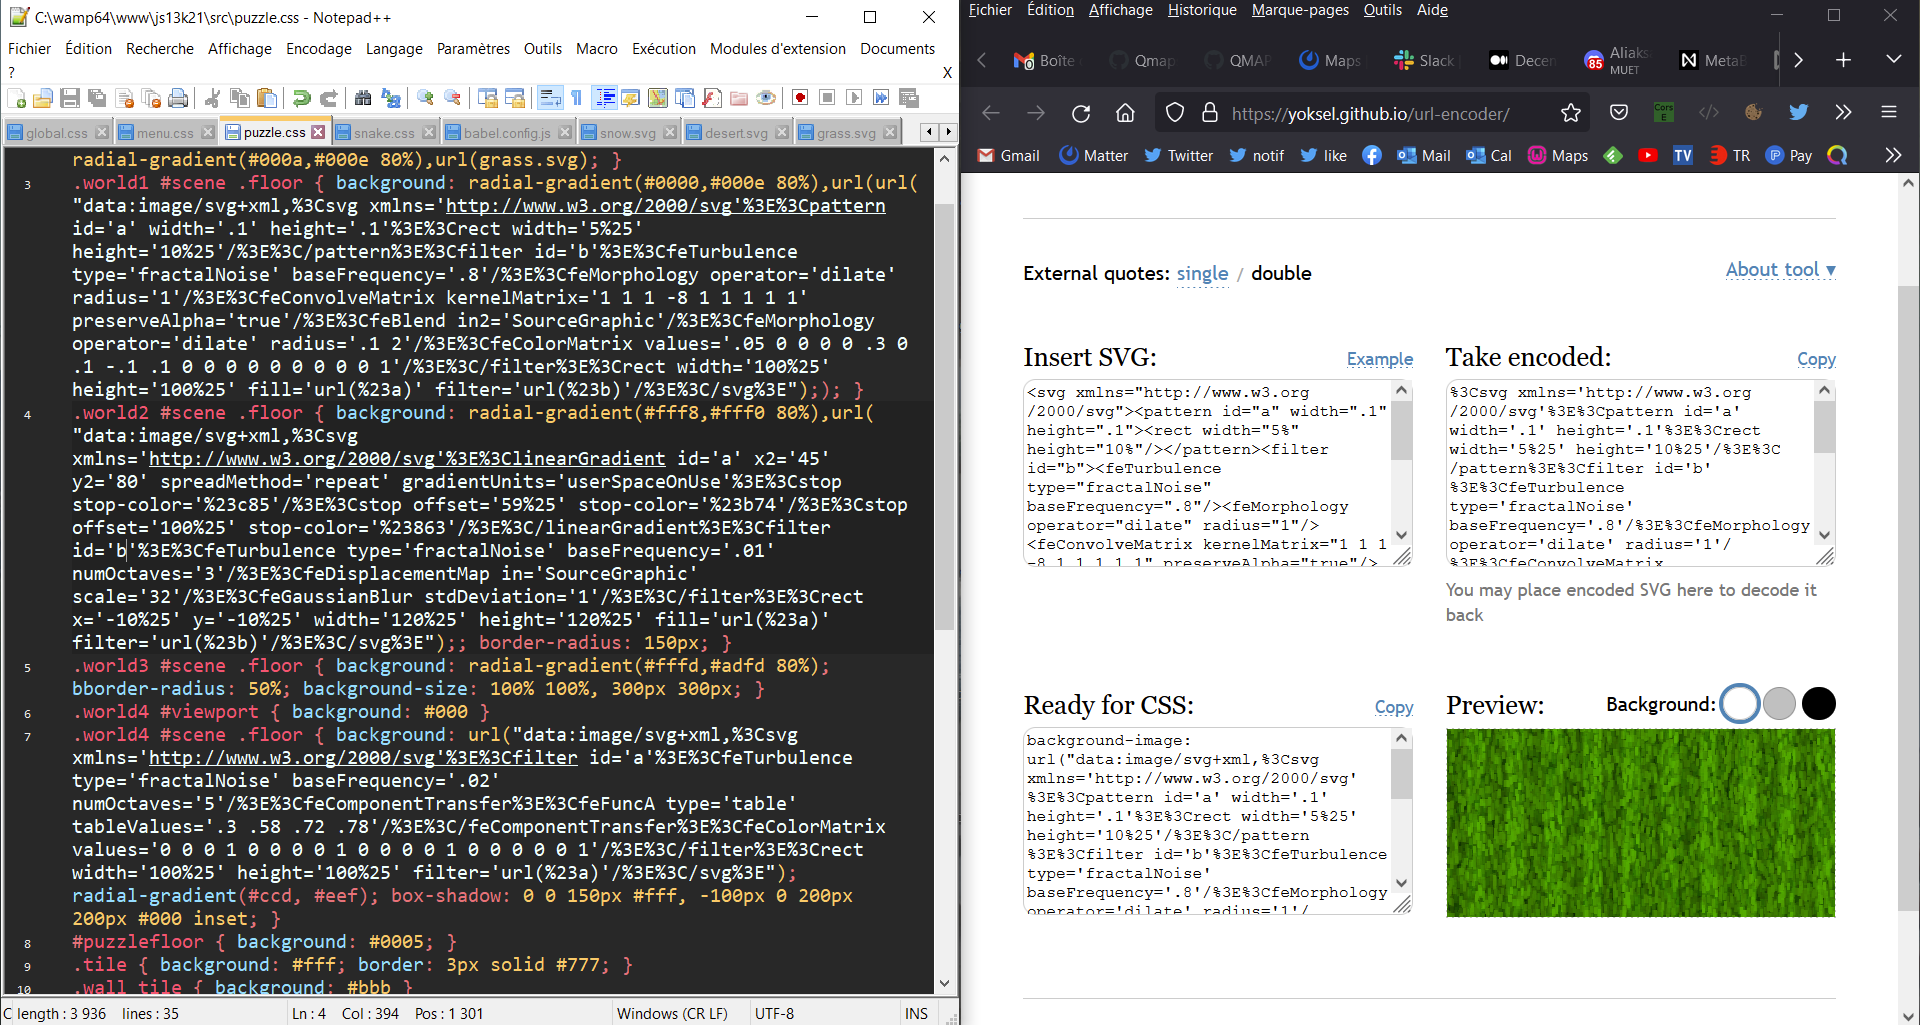 C:\wamp64\www\js13k21\src\puzzle.css - Notepad++
Fichier Édition Recherche Affichage Encodage Langage Paramètres Outils Macro Exécution Modules d'extension Documents
? X
global.css menu.css puzzle.css snake.css babel.config.js snow.svg desert.svg grass.svg
radial-gradient(#000a,#000e 80%),url(grass.svg); }
3 .world1 #scene .floor { background: radial-gradient(#0000,#000e 80%),url(url(
"data:image/svg+xml,%3Csvg xmlns='http://www.w3.org/2000/svg'%3E%3Cpattern
id='a' width='.1' height='.1'%3E%3Crect width='5%25'
height='10%25'/%3E%3C/pattern%3E%3Cfilter id='b'%3E%3CfeTurbulence
type='fractalNoise' baseFrequency='.8'/%3E%3CfeMorphology operator='dilate'
radius='1'/%3E%3CfeConvolveMatrix kernelMatrix='1 1 1 -8 1 1 1 1 1'
preserveAlpha='true'/%3E%3CfeBlend in2='SourceGraphic'/%3E%3CfeMorphology
operator='dilate' radius='.1 2'/%3E%3CfeColorMatrix values='.05 0 0 0 0 .3 0
.1 -.1 .1 0 0 0 0 0 0 0 0 0 1'/%3E%3C/filter%3E%3Crect width='100%25'
height='100%25' fill='url(%23a)' filter='url(%23b)'/%3E%3C/svg%3E");); }
4 .world2 #scene .floor { background: radial-gradient(#fff8,#fff0 80%),url(
"data:image/svg+xml,%3Csvg
xmlns='http://www.w3.org/2000/svg'%3E%3ClinearGradient id='a' x2='45'
y2='80' spreadMethod='repeat' gradientUnits='userSpaceOnUse'%3E%3Cstop
stop-color='%23c85'/%3E%3Cstop offset='59%25' stop-color='%23b74'/%3E%3Cstop
offset='100%25' stop-color='%23863'/%3E%3C/linearGradient%3E%3Cfilter
id='b'%3E%3CfeTurbulence type='fractalNoise' baseFrequency='.01'
numOctaves='3'/%3E%3CfeDisplacementMap in='SourceGraphic'
scale='32'/%3E%3CfeGaussianBlur stdDeviation='1'/%3E%3C/filter%3E%3Crect
x='-10%25' y='-10%25' width='120%25' height='120%25' fill='url(%23a)'
filter='url(%23b)'/%3E%3C/svg%3E");; border-radius: 150px; }
5 .world3 #scene .floor { background: radial-gradient(#fffd,#adfd 80%);
bborder-radius: 50%; background-size: 100% 100%, 300px 300px; }
6 .world4 #viewport { background: #000 }
7 .world4 #scene .floor { background: url("data:image/svg+xml,%3Csvg
xmlns='http://www.w3.org/2000/svg'%3E%3Cfilter id='a'%3E%3CfeTurbulence
type='fractalNoise' baseFrequency='.02'
numOctaves='5'/%3E%3CfeComponentTransfer%3E%3CfeFuncA type='table'
tableValues='.3 .58 .72 .78'/%3E%3C/feComponentTransfer%3E%3CfeColorMatrix
values='0 0 0 1 0 0 0 0 1 0 0 0 0 1 0 0 0 0 0 1'/%3E%3C/filter%3E%3Crect
width='100%25' height='100%25' filter='url(%23a)'/%3E%3C/svg%3E");
radial-gradient(#ccd, #eef); box-shadow: 0 0 150px #fff, -100px 0 200px
200px #000 inset; }
8 #puzzlefloor { background: #0005; }
9 .tile { background: #fff; border: 3px solid #777; }
10 .wall tile { background: #bbb }
C length : 3 936 lines : 35 Ln : 4 Col : 394 Pos : 1 301 Windows (CR LF) UTF-8 INS
Fichier Édition Affichage Historique Marque-pages Outils Aide
Boîte Qmap QMAP Maps Slack Decen 85 Aliaks MUET MetaB
https://yoksel.github.io/url-encoder/
Gmail Matter Twitter notif like Mail Cal Maps TV TR Pay
External quotes: single / double
About tool ▾
Insert SVG:
Example
<svg xmlns="http://www.w3.org
/2000/svg"><pattern id="a" width=".1"
height=".1"><rect width="5%"
height="10%"/></pattern><filter
id="b"><feTurbulence
type="fractalNoise"
baseFrequency=".8"/><feMorphology
operator="dilate" radius="1"/>
<feConvolveMatrix kernelMatrix="1 1 1
-8 1 1 1 1 1" preserveAlpha="true"/>
Take encoded:
Copy
%3Csvg xmlns='http://www.w3.org
/2000/svg'%3E%3Cpattern id='a'
width='.1' height='.1'%3E%3Crect
width='5%25' height='10%25'/%3E%3C
/pattern%3E%3Cfilter id='b'
%3E%3CfeTurbulence
type='fractalNoise'
baseFrequency='.8'/%3E%3CfeMorphology
operator='dilate' radius='1'/
%3E%3CfeConvolveMatrix
You may place encoded SVG here to decode it
back
Ready for CSS:
Copy
background-image:
url("data:image/svg+xml,%3Csvg
xmlns='http://www.w3.org/2000/svg'
%3E%3Cpattern id='a' width='.1'
height='.1'%3E%3Crect width='5%25'
height='10%25'/%3E%3C/pattern
%3E%3Cfilter id='b'%3E%3CfeTurbulence
type='fractalNoise'
baseFrequency='.8'/%3E%3CfeMorphology
operator='dilate' radius='1'/
Preview:
Background: